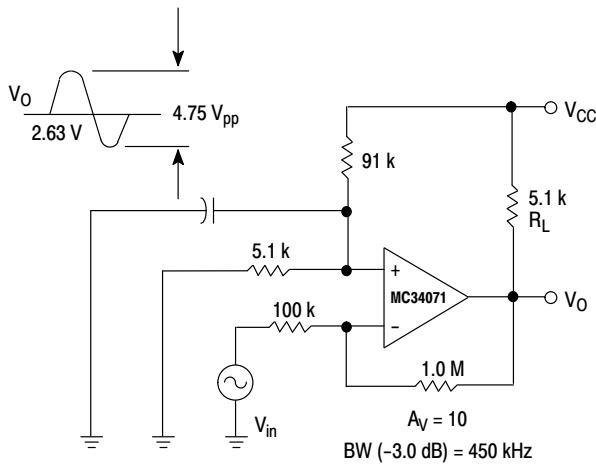 V_O
2.63 V
4.75 V_pp
V_CC
91 k
5.1 k
R_L
5.1 k
+
MC34071
V_O
100 k
−
1.0 M
V_in
A_V = 10
BW (−3.0 dB) = 450 kHz